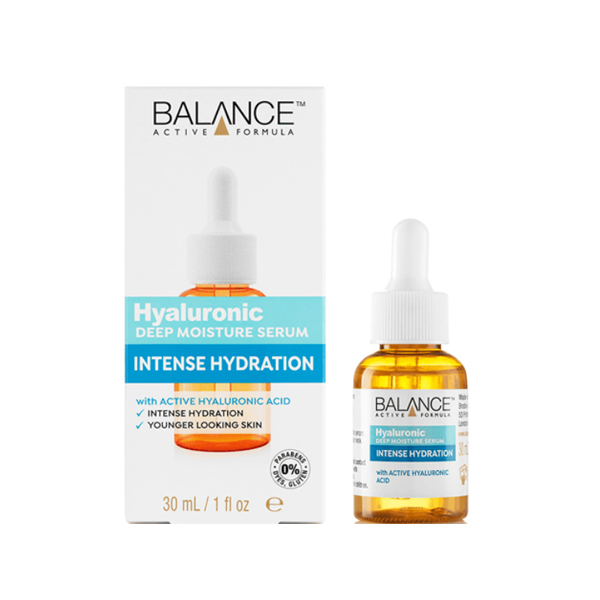 BALANCE™
ACTIVE FORMULA
Hyaluronic
DEEP MOISTURE SERUM
INTENSE HYDRATION
with ACTIVE HYALURONIC ACID
✓ INTENSE HYDRATION
✓ YOUNGER LOOKING SKIN
PARABENS
0%
DYES, GLUTEN
30 mL / 1 fl oz ℮
BALANCE™
ACTIVE FORMULA
Hyaluronic
DEEP MOISTURE SERUM
INTENSE HYDRATION
with ACTIVE HYALURONIC
ACID